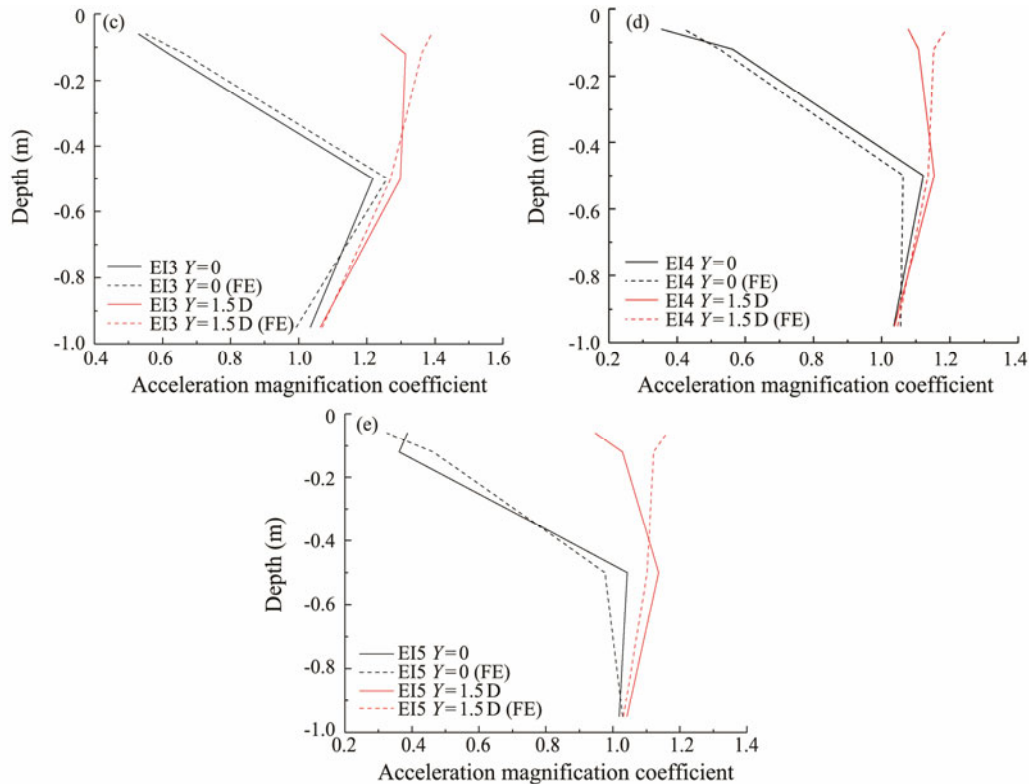 (c)
0
-0.2
-0.4
-0.6
-0.8
-1.0
Depth (m)
EI3 Y=0
EI3 Y=0 (FE)
EI3 Y=1.5 D
EI3 Y=1.5 D (FE)
0.4 0.6 0.8 1.0 1.2 1.4 1.6
Acceleration magnification coefficient
(d)
0
-0.2
-0.4
-0.6
-0.8
-1.0
Depth (m)
EI4 Y=0
EI4 Y=0 (FE)
EI4 Y=1.5 D
EI4 Y=1.5 D (FE)
0.2 0.4 0.6 0.8 1.0 1.2 1.4
Acceleration magnification coefficient
(e)
0
-0.2
-0.4
-0.6
-0.8
-1.0
Depth (m)
EI5 Y=0
EI5 Y=0 (FE)
EI5 Y=1.5 D
EI5 Y=1.5 D (FE)
0.2 0.4 0.6 0.8 1.0 1.2 1.4
Acceleration magnification coefficient